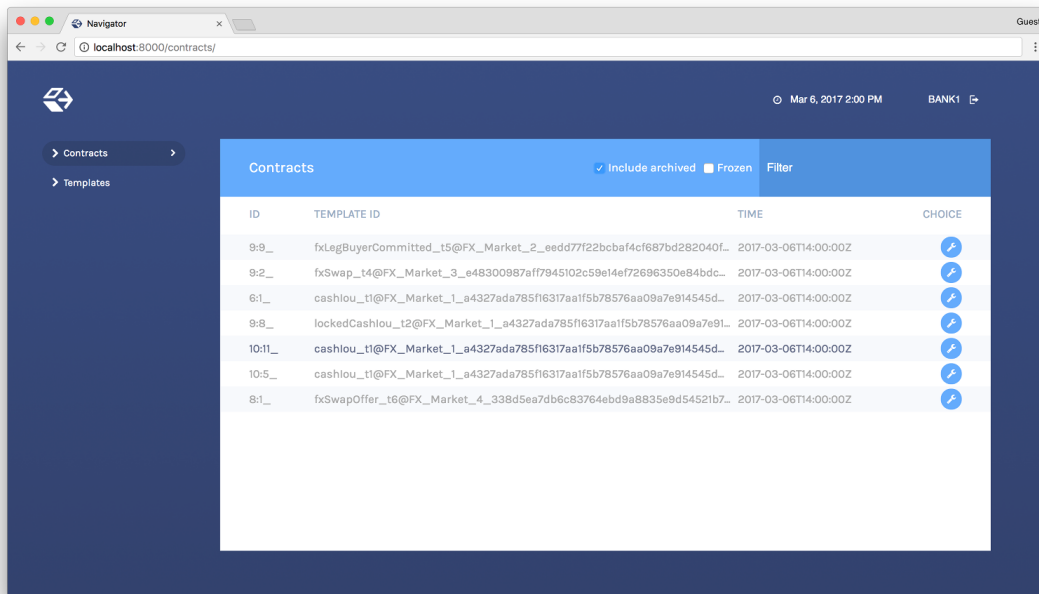 Navigator
Guest
localhost:8000/contracts/
Mar 6, 2017 2:00 PM BANK1
Contracts
Templates
Contracts Include archived Frozen Filter
ID TEMPLATE ID TIME CHOICE
9:9_ fxLegBuyerCommitted_t5@FX_Market_2_eedd77f22bcbaf4cf687bd282040f... 2017-03-06T14:00:00Z
9:2_ fxSwap_t4@FX_Market_3_e48300987aff7945102c59e14ef72696350e84bdc... 2017-03-06T14:00:00Z
6:1_ cashIou_t1@FX_Market_1_a4327ada785f16317aa1f5b78576aa09a7e914545d... 2017-03-06T14:00:00Z
9:8_ lockedCashIou_t2@FX_Market_1_a4327ada785f16317aa1f5b78576aa09a7e91... 2017-03-06T14:00:00Z
10:11_ cashIou_t1@FX_Market_1_a4327ada785f16317aa1f5b78576aa09a7e914545d... 2017-03-06T14:00:00Z
10:5_ cashIou_t1@FX_Market_1_a4327ada785f16317aa1f5b78576aa09a7e914545d... 2017-03-06T14:00:00Z
8:1_ fxSwapOffer_t6@FX_Market_4_338d5ea7db6c83764ebd9a8835e9d54521b7... 2017-03-06T14:00:00Z